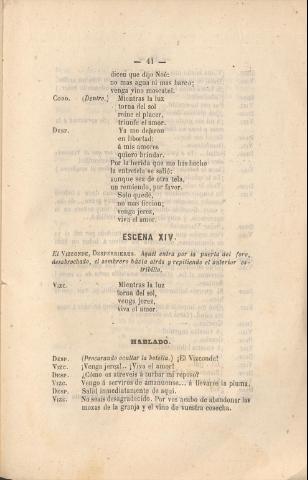 — 41 —
dicen que dijo Noé:
no mas agua ni mas barco;
venga vino moscatel.
CORO. (Dentro.) Mientras la luz
torna del sol
reine el placer,
triunfe el amor.
DESP. Ya me dejaron
en libertad:
á mis amores
quiero brindar.
Por la herida que me has hecho
la entretela se salió;
aunque sea de otra tela,
un remiendo, por favor.
Solo quedé,
no mas ficcion;
venga jerez,
viva el amor.
ESCENA XIV.
El VIZCONDE, DESPEÑERERES. Aquel entra por la puerta del foro,
desabrochado, el sombrero hácia atrás y repitiendo el anterior es-
tribillo.
VIZC. Mientras la luz
torna del sol,
venga jerez,
viva el amor.
HABLADO.
DESP. (Procurando ocultar la botella.) ¡El Vizconde!
VIZC. ¡Venga jerez!.. ¡Viva el amor!
DESP. ¿Cómo os atreveis á turbar mi reposo?
VIZC. Vengo á serviros de amanuense... á llevaros la pluma.
DESP. Salid inmediatamente de aquí.
VIZC. No seais desagradecido. Por vos acabo de abandonar las
mozas de la granja y el vino de nuestra cosecha.